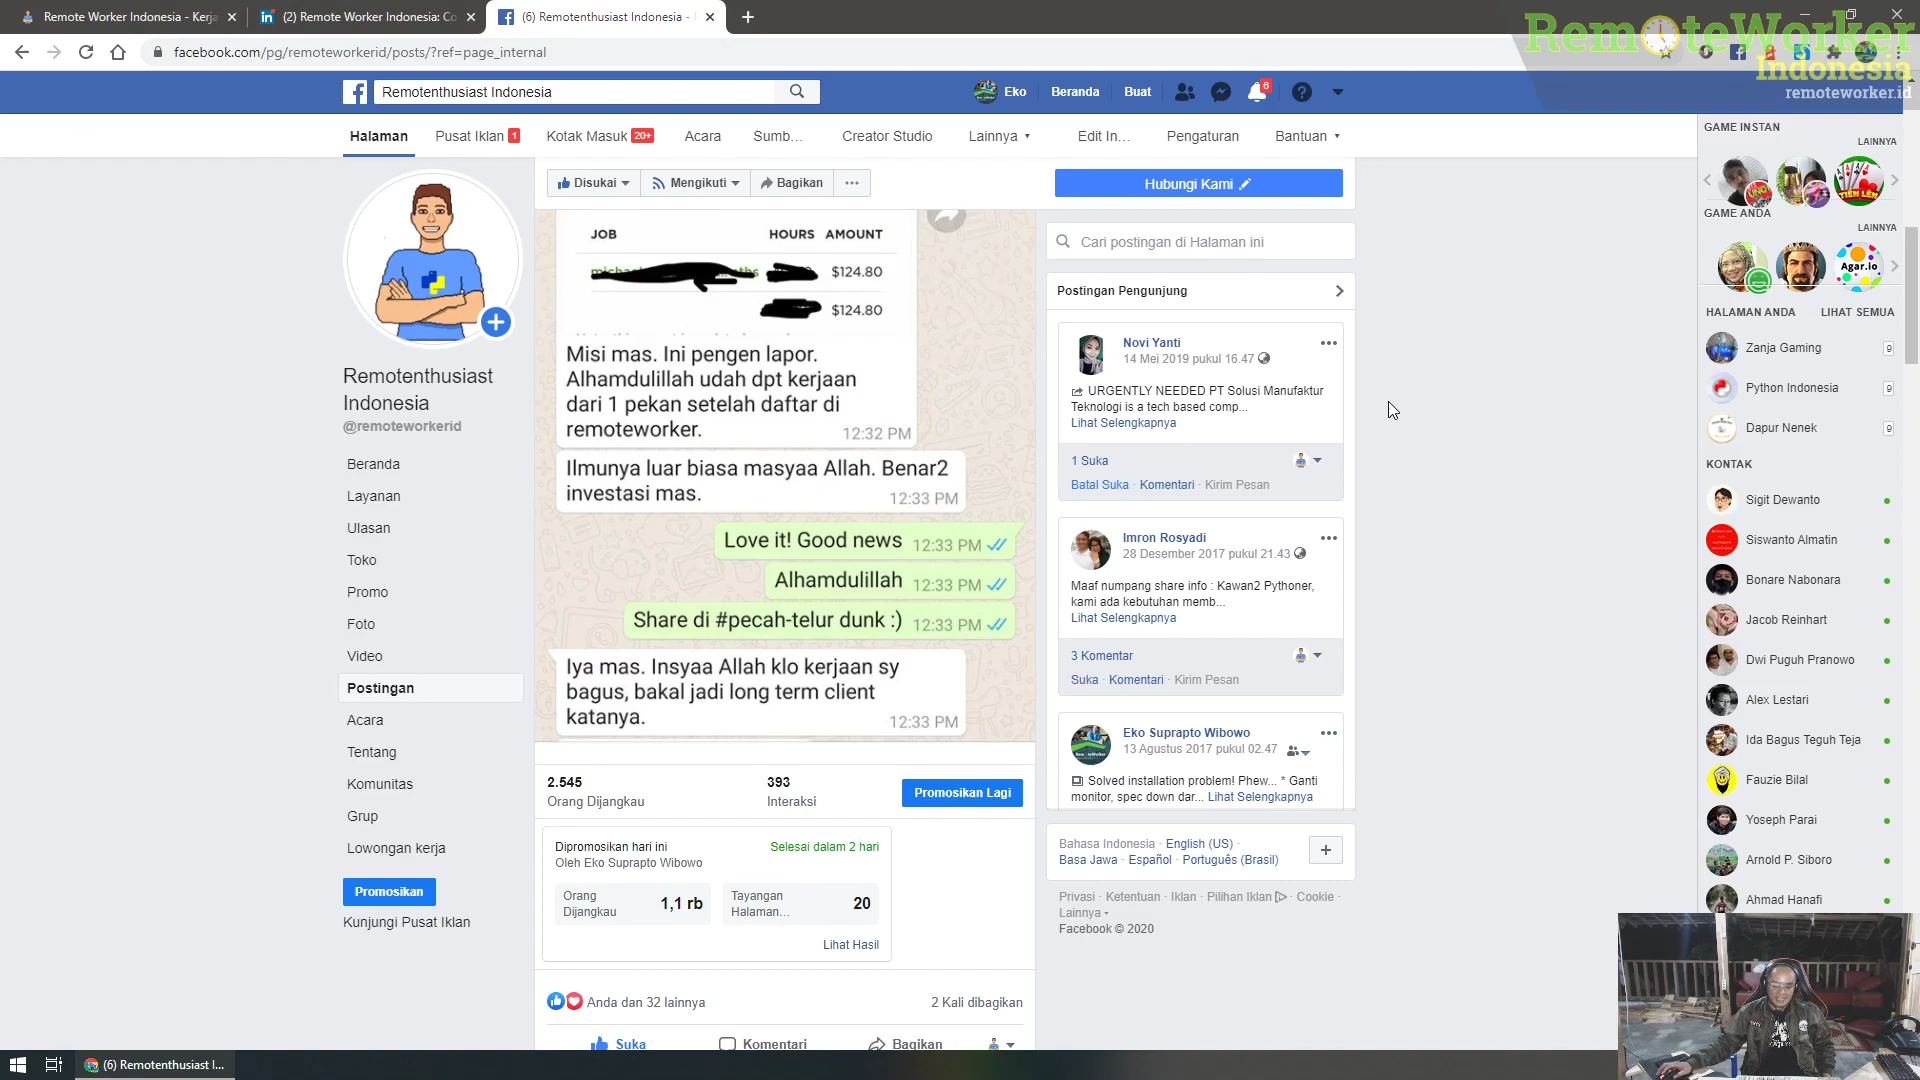 Remote Worker Indonesia - Kerja
(2) Remote Worker Indonesia: Co
(6) Remotenthusiast Indonesia -
facebook.com/pg/remoteworkerid/posts/?ref=page_internal
RemoteWorker
Indonesia
remoteworker.id
Remotenthusiast Indonesia
Eko
Beranda
Buat
6
Halaman
Pusat Iklan 1
Kotak Masuk 20+
Acara
Sumb...
Creator Studio
Lainnya
Edit In...
Pengaturan
Bantuan
Remotenthusiast
Indonesia
@remoteworkerid
Beranda
Layanan
Ulasan
Toko
Promo
Foto
Video
Postingan
Acara
Tentang
Komunitas
Grup
Lowongan kerja
Promosikan
Kunjungi Pusat Iklan
Disukai
Mengikuti
Bagikan
Hubungi Kami
JOB HOURS AMOUNT
$124.80
$124.80
Misi mas. Ini pengen lapor.
Alhamdulillah udah dpt kerjaan
dari 1 pekan setelah daftar di
remoteworker.
12:32 PM
Ilmunya luar biasa masyaa Allah. Benar2
investasi mas.
12:33 PM
Love it! Good news 12:33 PM
Alhamdulillah 12:33 PM
Share di #pecah-telur dunk :) 12:33 PM
Iya mas. Insyaa Allah klo kerjaan sy
bagus, bakal jadi long term client
katanya.
12:33 PM
2.545
Orang Dijangkau
393
Interaksi
Promosikan Lagi
Dipromosikan hari ini
Selesai dalam 2 hari
Oleh Eko Suprapto Wibowo
Orang
Dijangkau
1,1 rb
Tayangan
Halaman...
20
Lihat Hasil
Anda dan 32 lainnya
2 Kali dibagikan
Suka
Komentari
Bagikan
Cari postingan di Halaman ini
Postingan Pengunjung
Novi Yanti
14 Mei 2019 pukul 16.47
URGENTLY NEEDED PT Solusi Manufaktur
Teknologi is a tech based comp...
Lihat Selengkapnya
1 Suka
Batal Suka · Komentari · Kirim Pesan
Imron Rosyadi
28 Desember 2017 pukul 21.43
Maaf numpang share info : Kawan2 Pythoner,
kami ada kebutuhan memb...
Lihat Selengkapnya
3 Komentar
Suka · Komentari · Kirim Pesan
Eko Suprapto Wibowo
13 Agustus 2017 pukul 02.47
Solved installation problem! Phew... * Ganti
monitor, spec down dar... Lihat Selengkapnya
Bahasa Indonesia · English (US) ·
Basa Jawa · Español · Português (Brasil)
Privasi · Ketentuan · Iklan · Pilihan Iklan · Cookie ·
Lainnya
Facebook © 2020
GAME INSTAN
LAINNYA
UNO
TIẾN LÊN
GAME ANDA
LAINNYA
Agar.io
HALAMAN ANDA
LIHAT SEMUA
Zanja Gaming 9
Python Indonesia 9
Dapur Nenek 9
KONTAK
Sigit Dewanto
Siswanto Almatin
Bonare Nabonara
Jacob Reinhart
Dwi Puguh Pranowo
Alex Lestari
Ida Bagus Teguh Teja
Fauzie Bilal
Yoseph Parai
Arnold P. Siboro
Ahmad Hanafi
(6) Remotenthusiast I...